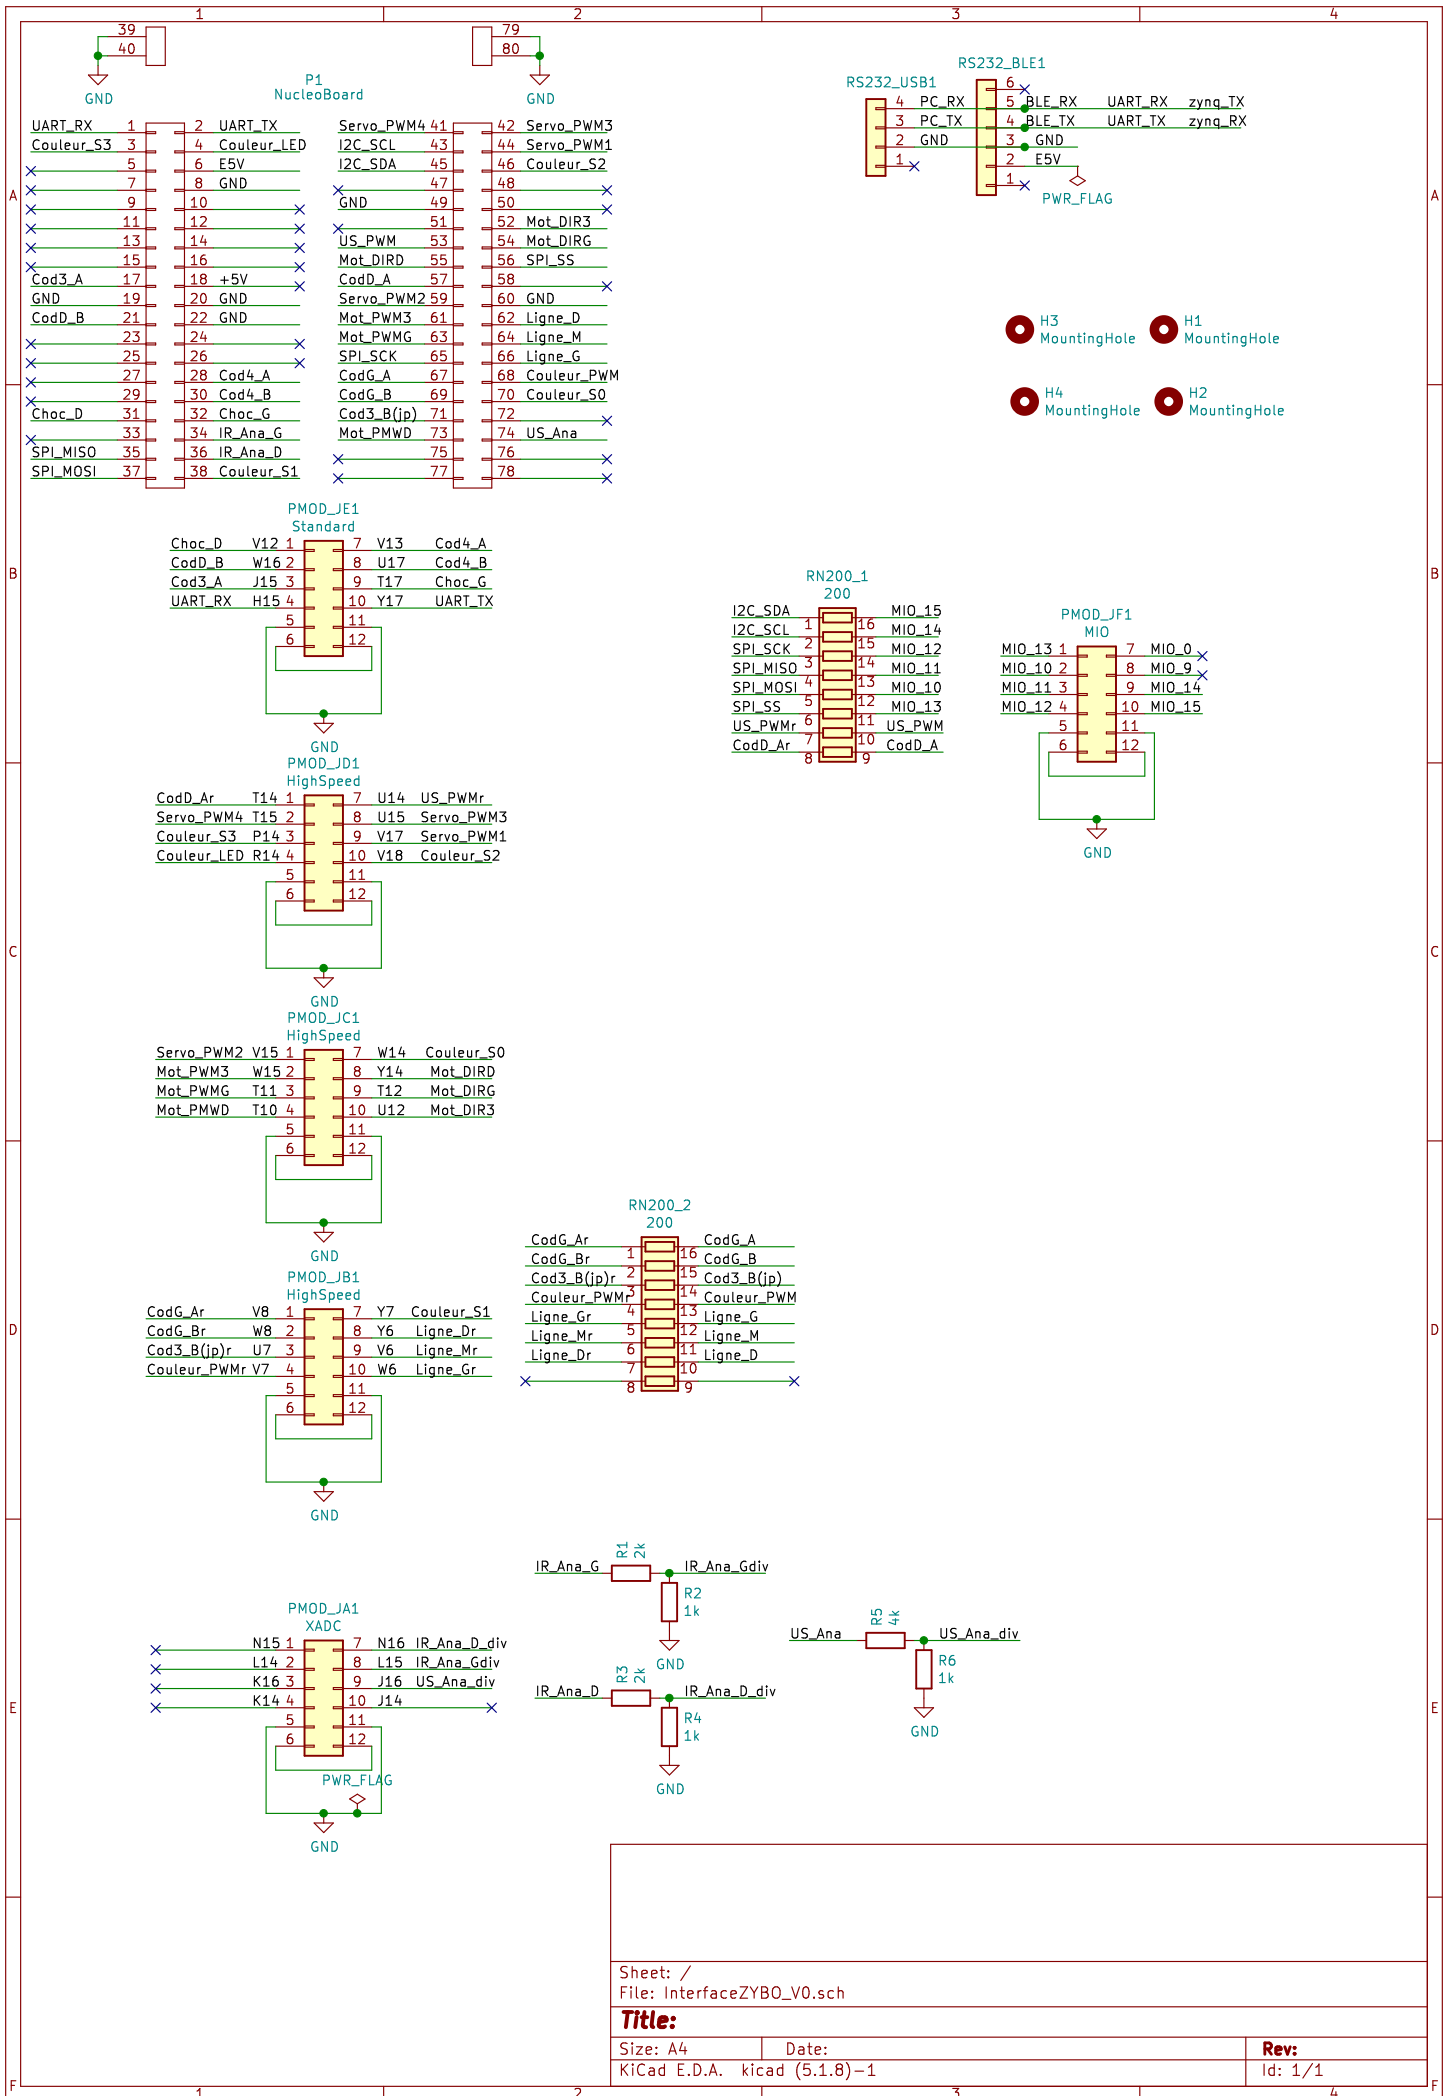 1 2 3 4
39
40
GND
79
80
GND
P1
NucleoBoard
UART_RX 1 2 UART_TX
Couleur_S3 3 4 Couleur_LED
5 6 E5V
7 8 GND
9 10
11 12
13 14
15 16
Cod3_A 17 18 +5V
GND 19 20 GND
CodD_B 21 22 GND
23 24
25 26
27 28 Cod4_A
29 30 Cod4_B
Choc_D 31 32 Choc_G
33 34 IR_Ana_G
SPI_MISO 35 36 IR_Ana_D
SPI_MOSI 37 38 Couleur_S1
Servo_PWM4 41 42 Servo_PWM3
I2C_SCL 43 44 Servo_PWM1
I2C_SDA 45 46 Couleur_S2
47 48
GND 49 50
51 52 Mot_DIR3
US_PWM 53 54 Mot_DIRG
Mot_DIRD 55 56 SPI_SS
CodD_A 57 58
Servo_PWM2 59 60 GND
Mot_PWM3 61 62 Ligne_D
Mot_PWMG 63 64 Ligne_M
SPI_SCK 65 66 Ligne_G
CodG_A 67 68 Couleur_PWM
CodG_B 69 70 Couleur_S0
Cod3_B(jp) 71 72
Mot_PMWD 73 74 US_Ana
75 76
77 78
RS232_USB1
4 PC_RX
3 PC_TX
2 GND
1
RS232_BLE1
6
5 BLE_RX UART_RX zynq_TX
4 BLE_TX UART_TX zynq_RX
3 GND
2 E5V
1
PWR_FLAG
A A
H3
MountingHole
H1
MountingHole
H4
MountingHole
H2
MountingHole
PMOD_JE1
Standard
Choc_D V12 1 7 V13 Cod4_A
CodD_B W16 2 8 U17 Cod4_B
Cod3_A J15 3 9 T17 Choc_G
UART_RX H15 4 10 Y17 UART_TX
5 11
6 12
GND
B B
RN200_1
200
I2C_SDA 1 16 MIO_15
I2C_SCL 2 15 MIO_14
SPI_SCK 3 14 MIO_12
SPI_MISO 4 13 MIO_11
SPI_MOSI 5 12 MIO_10
SPI_SS 6 11 MIO_13
US_PWMr 7 10 US_PWM
CodD_Ar 8 9 CodD_A
PMOD_JF1
MIO
MIO_13 1 7 MIO_0
MIO_10 2 8 MIO_9
MIO_11 3 9 MIO_14
MIO_12 4 10 MIO_15
5 11
6 12
GND
PMOD_JD1
HighSpeed
CodD_Ar T14 1 7 U14 US_PWMr
Servo_PWM4 T15 2 8 U15 Servo_PWM3
Couleur_S3 P14 3 9 V17 Servo_PWM1
Couleur_LED R14 4 10 V18 Couleur_S2
5 11
6 12
GND
C C
PMOD_JC1
HighSpeed
Servo_PWM2 V15 1 7 W14 Couleur_S0
Mot_PWM3 W15 2 8 Y14 Mot_DIRD
Mot_PWMG T11 3 9 T12 Mot_DIRG
Mot_PMWD T10 4 10 U12 Mot_DIR3
5 11
6 12
GND
PMOD_JB1
HighSpeed
CodG_Ar V8 1 7 Y7 Couleur_S1
CodG_Br W8 2 8 Y6 Ligne_Dr
Cod3_B(jp)r U7 3 9 V6 Ligne_Mr
Couleur_PWMr V7 4 10 W6 Ligne_Gr
5 11
6 12
GND
RN200_2
200
CodG_Ar 1 16 CodG_A
CodG_Br 2 15 CodG_B
Cod3_B(jp)r 3 14 Cod3_B(jp)
Couleur_PWMr 4 13 Couleur_PWM
Ligne_Gr 5 12 Ligne_G
Ligne_Mr 6 11 Ligne_M
Ligne_Dr 7 10 Ligne_D
8 9
D D
IR_Ana_G R1 2k IR_Ana_Gdiv
R2
1k
GND
IR_Ana_D R3 2k IR_Ana_D_div
R4
1k
GND
US_Ana R5 4k US_Ana_div
R6
1k
GND
PMOD_JA1
XADC
N15 1 7 N16 IR_Ana_D_div
L14 2 8 L15 IR_Ana_Gdiv
K16 3 9 J16 US_Ana_div
K14 4 10 J14
5 11
6 12
PWR_FLAG
GND
E E
Sheet: /
File: InterfaceZYBO_V0.sch
Title:
Size: A4 Date: Rev:
KiCad E.D.A. kicad (5.1.8)-1 Id: 1/1
F F
1 2 3 4